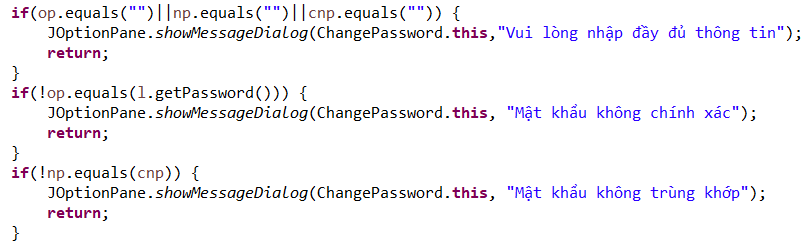 if(op.equals("")||np.equals("")||cnp.equals("")) {
JOptionPane.showMessageDialog(ChangePassword.this,"Vui lòng nhập đầy đủ thông tin");
return;
}
if(!op.equals(l.getPassword())) {
JOptionPane.showMessageDialog(ChangePassword.this, "Mật khẩu không chính xác");
return;
}
if(!np.equals(cnp)) {
JOptionPane.showMessageDialog(ChangePassword.this, "Mật khẩu không trùng khớp");
return;
}